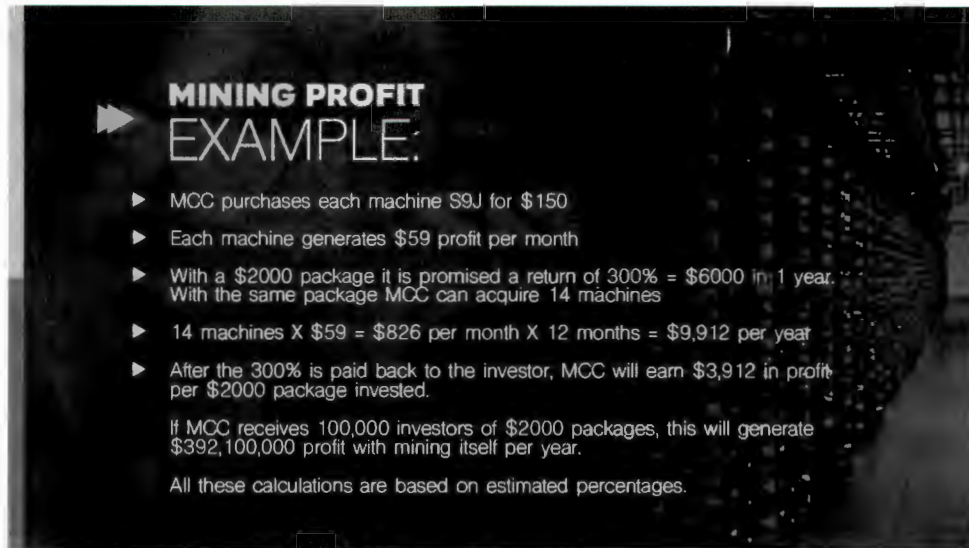 MINING PROFIT
EXAMPLE:
MCC purchases each machine S9J for $150
Each machine generates $59 profit per month
With a $2000 package it is promised a return of 300% = $6000 in 1 year.
With the same package MCC can acquire 14 machines
14 machines X $59 = $826 per month X 12 months = $9,912 per year
After the 300% is paid back to the investor, MCC will earn $3,912 in profit
per $2000 package invested.
If MCC receives 100,000 investors of $2000 packages, this will generate
$392,100,000 profit with mining itself per year.
All these calculations are based on estimated percentages.